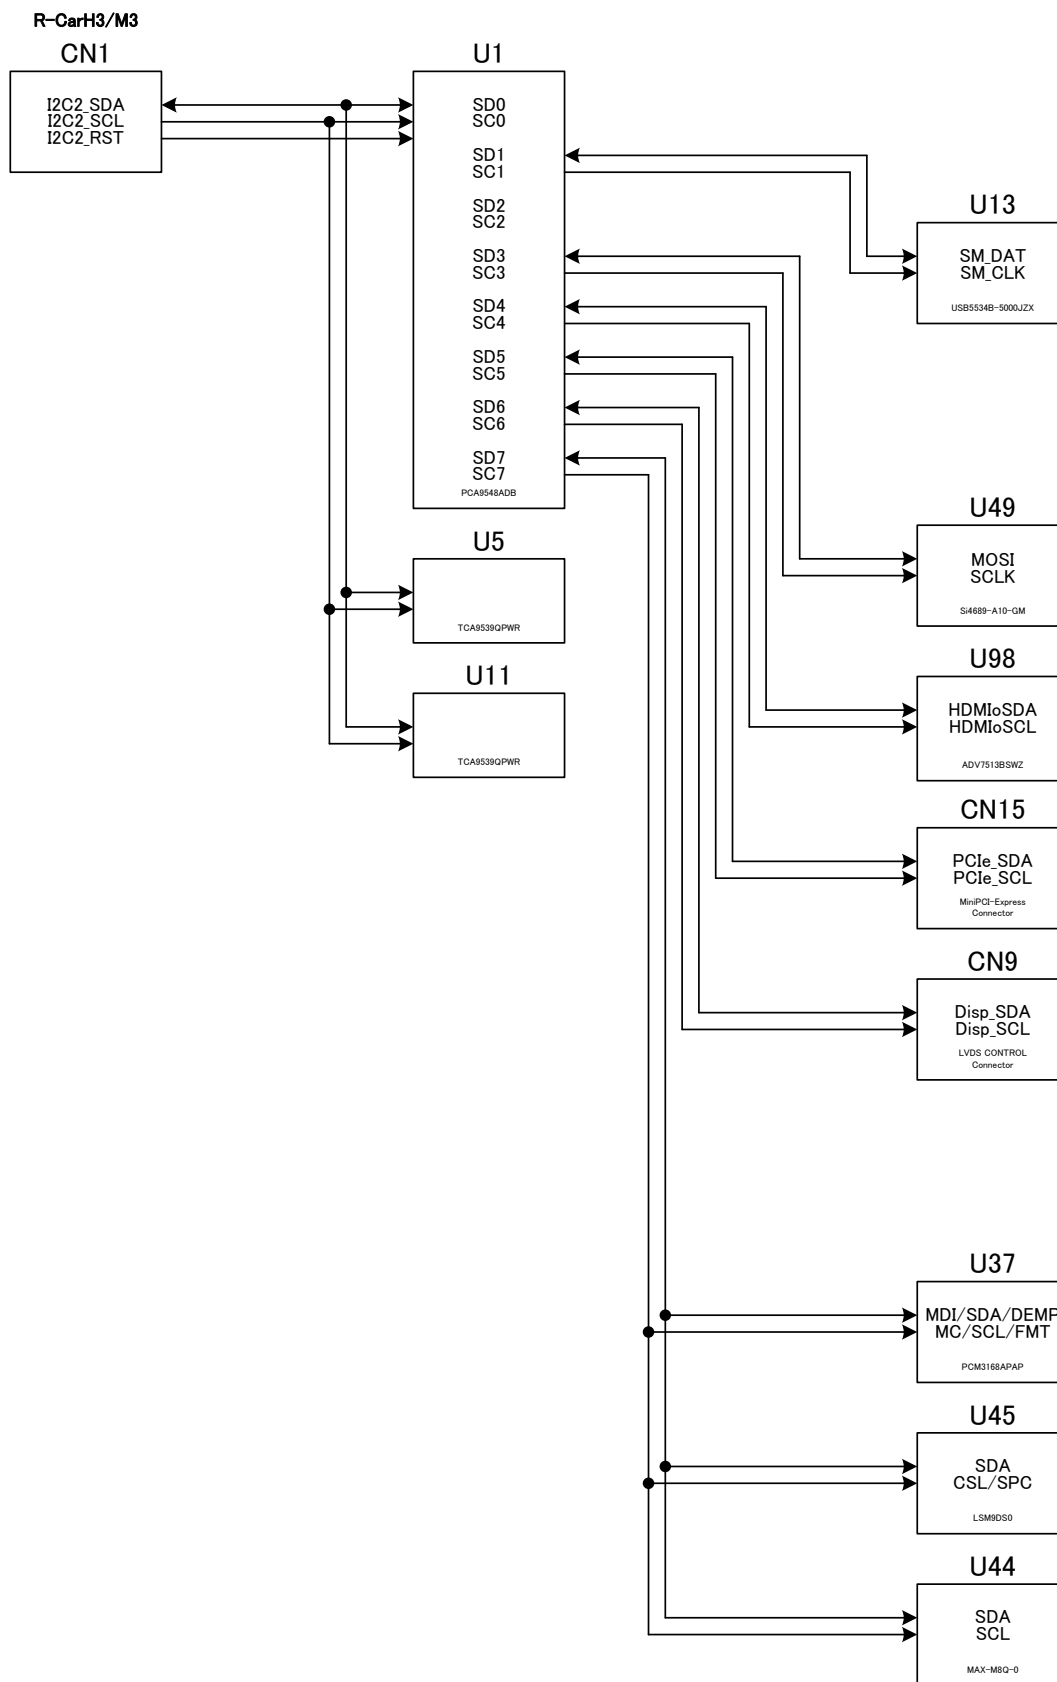 R-CarH3/M3
CN1
I2C2_SDA
I2C2_SCL
I2C2_RST
U1
SD0
SC0
SD1
SC1
SD2
SC2
SD3
SC3
SD4
SC4
SD5
SC5
SD6
SC6
SD7
SC7
PCA9548ADB
U5
TCA9539QPWR
U11
TCA9539QPWR
U13
SM_DAT
SM_CLK
USB5534B-5000JZX
U49
MOSI
SCLK
Si4689-A10-GM
U98
HDMIoSDA
HDMIoSCL
ADV7513BSWZ
CN15
PCIe_SDA
PCIe_SCL
MiniPCI-Express
Connector
CN9
Disp_SDA
Disp_SCL
LVDS CONTROL
Connector
U37
MDI/SDA/DEMP
MC/SCL/FMT
PCM3168APAP
U45
SDA
CSL/SPC
LSM9DS0
U44
SDA
SCL
MAX-M8Q-0